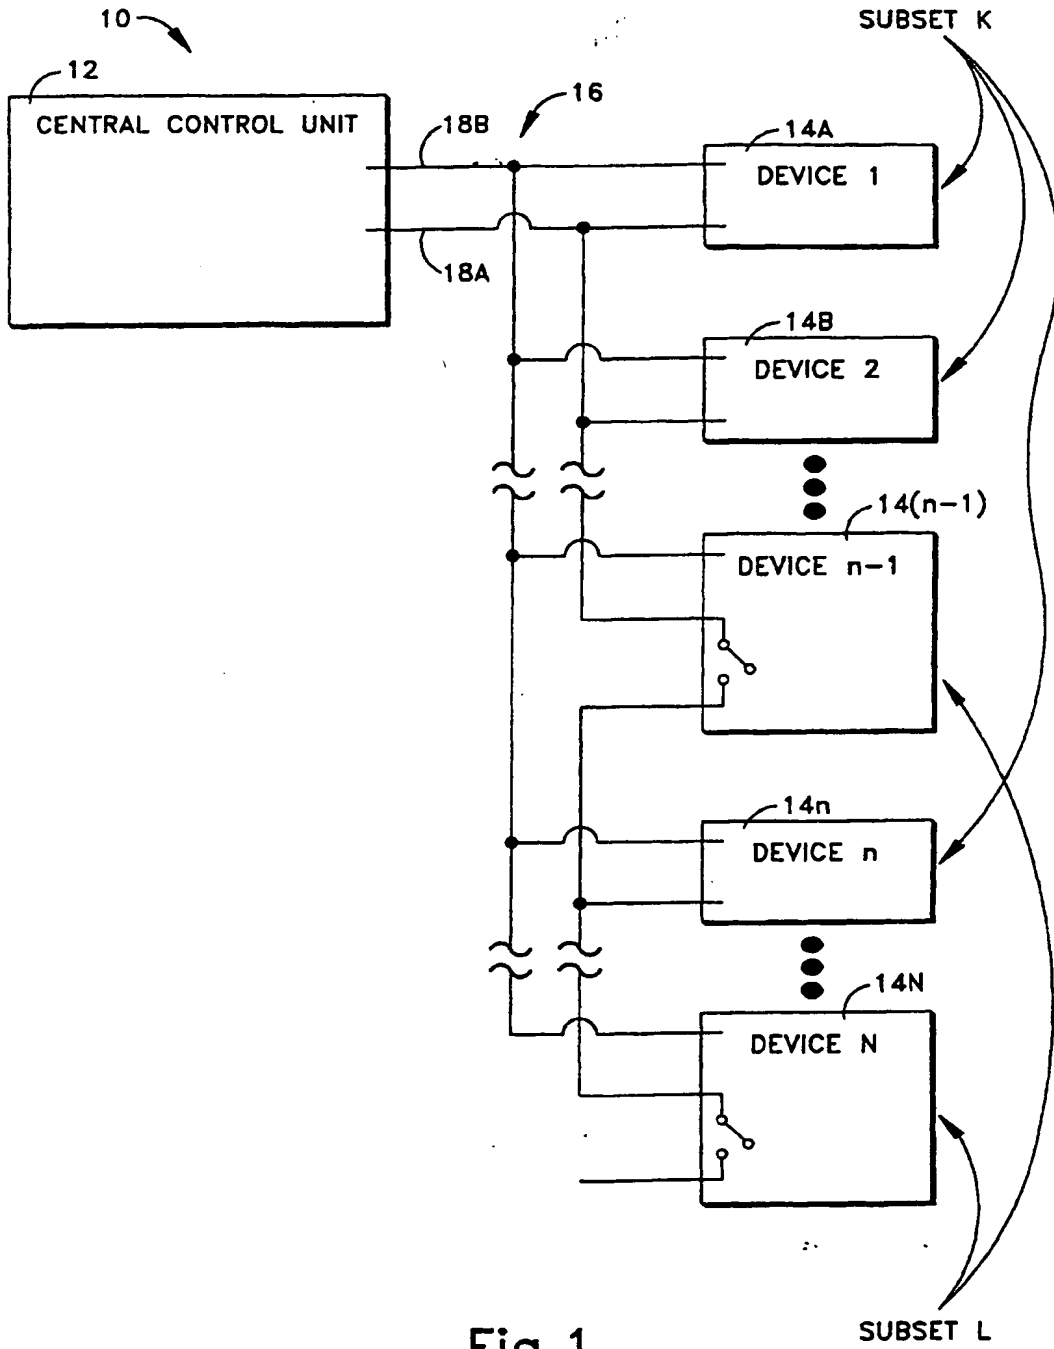 10
SUBSET K
12
CENTRAL CONTROL UNIT
16
18B
14A
DEVICE 1
18A
14B
DEVICE 2
14(n-1)
DEVICE n-1
14n
DEVICE n
14N
DEVICE N
SUBSET L
Fig. 1